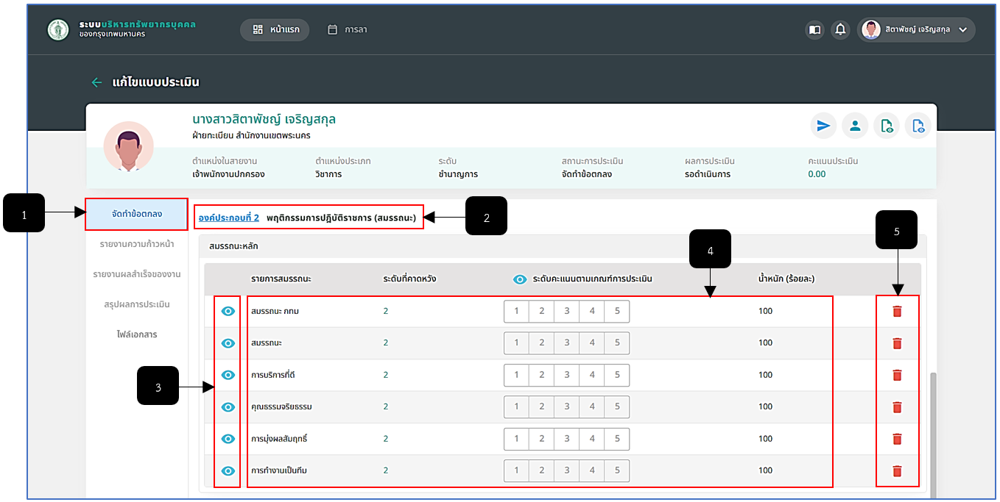 ระบบบริหารทรัพยากรบุคคล
ของกรุงเทพมหานคร
หน้าแรก
การลา
สิตาพัชญ์ เจริญสกุล
แก้ไขแบบประเมิน
นางสาวสิตาพัชญ์ เจริญสกุล
ฝ่ายทะเบียน สำนักงานเขตพระนคร
ตำแหน่งในสายงาน ตำแหน่งประเภท ระดับ สถานะการประเมิน ผลการประเมิน คะแนนประเมิน
เจ้าพนักงานปกครอง วิชาการ ชำนาญการ จัดทำข้อตกลง รอดำเนินการ 0.00
1
จัดทำข้อตกลง
รายงานความก้าวหน้า
รายงานผลสำเร็จของงาน
สรุปผลการประเมิน
ไฟล์เอกสาร
องค์ประกอบที่ 2 พฤติกรรมการปฏิบัติราชการ (สมรรถนะ)
2
สมรรถนะหลัก
4
5
รายการสมรรถนะ ระดับที่คาดหวัง ระดับคะแนนตามเกณฑ์การประเมิน น้ำหนัก (ร้อยละ)
สมรรถนะ กทม 2 1 2 3 4 5 100
สมรรถนะ 2 1 2 3 4 5 100
การบริการที่ดี 2 1 2 3 4 5 100
3
คุณธรรมจริยธรรม 2 1 2 3 4 5 100
การมุ่งผลสัมฤทธิ์ 2 1 2 3 4 5 100
การทำงานเป็นทีม 2 1 2 3 4 5 100